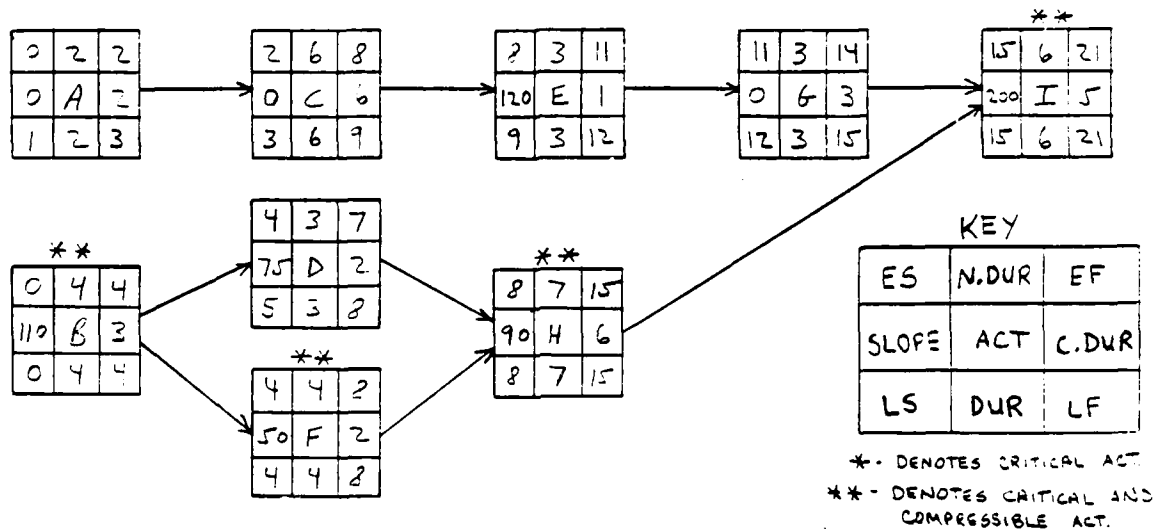 **
0 2 2
0 A 2
1 2 3
2 6 8
0 C 6
3 6 9
8 3 11
120 E 1
9 3 12
11 3 14
0 G 3
12 3 15
15 6 21
200 I 5
15 6 21
**
0 4 4
110 B 3
0 4 4
4 3 7
75 D 2
5 3 8
**
4 4 8
50 F 2
4 4 8
**
8 7 15
90 H 6
8 7 15
KEY
ES N.DUR EF
SLOPE ACT C.DUR
LS DUR LF
* - DENOTES CRITICAL ACT.
** - DENOTES CRITICAL AND
COMPRESSIBLE ACT.